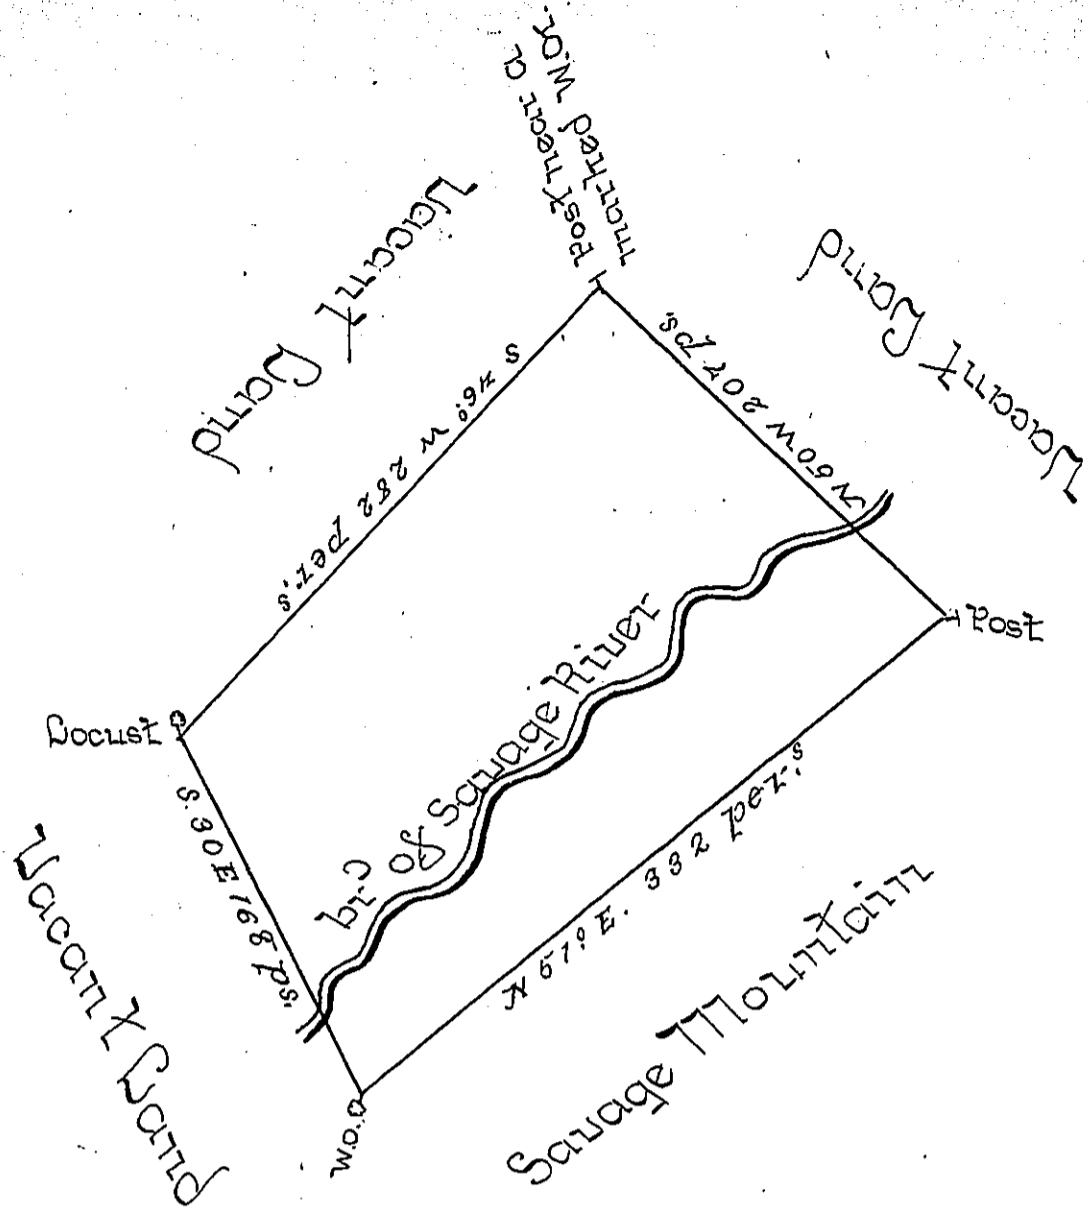 Post near a
marked W.O.
Vacant Land
Vacant Land
S 46° W 282 per,s
N 50 W 207 ps.
Post
Locust
br. of Savage River
S. 30 E 168 ps.
N 51° E. 332 per.s
Vacant Land
Savage Mountain
W.O.